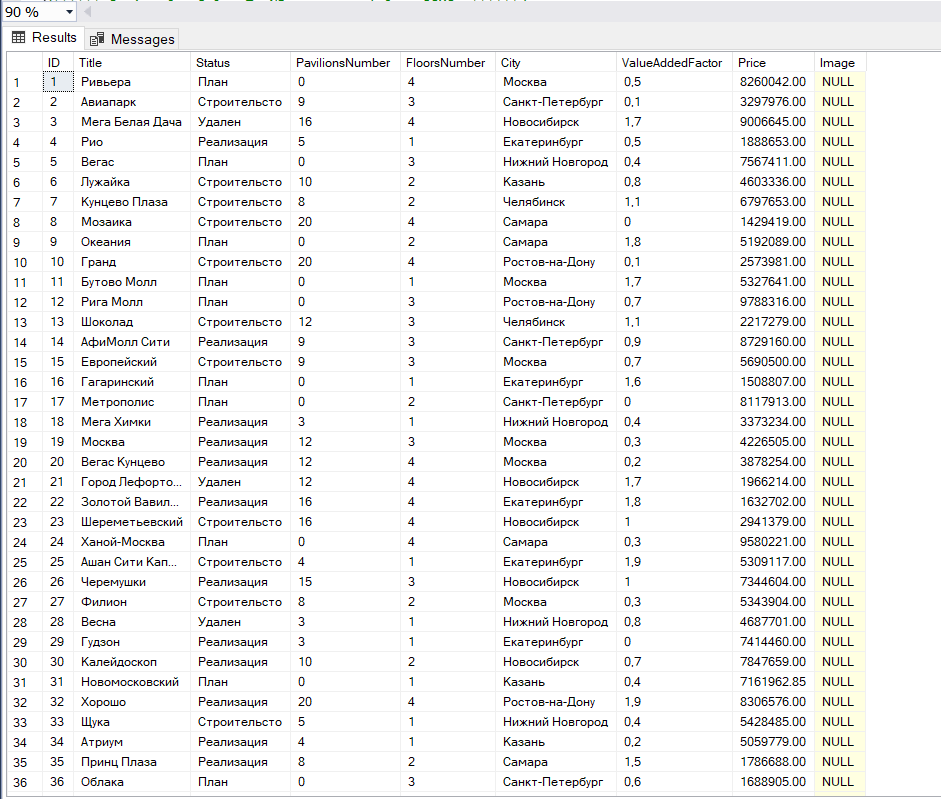 90 %
Results Messages
ID Title Status PavilionsNumber FloorsNumber City ValueAddedFactor Price Image
1 1 Ривьера План 0 4 Москва 0,5 8260042.00 NULL
2 2 Авиапарк Строительсто 9 3 Санкт-Петербург 0,1 3297976.00 NULL
3 3 Мега Белая Дача Удален 16 4 Новосибирск 1,7 9006645.00 NULL
4 4 Рио Реализация 5 1 Екатеринбург 0,5 1888653.00 NULL
5 5 Вегас План 0 3 Нижний Новгород 0,4 7567411.00 NULL
6 6 Лужайка Строительсто 10 2 Казань 0,8 4603336.00 NULL
7 7 Кунцево Плаза Строительсто 8 2 Челябинск 1,1 6797653.00 NULL
8 8 Мозаика Строительсто 20 4 Самара 0 1429419.00 NULL
9 9 Океания План 0 2 Самара 1,8 5192089.00 NULL
10 10 Гранд Строительсто 20 4 Ростов-на-Дону 0,1 2573981.00 NULL
11 11 Бутово Молл План 0 1 Москва 1,7 5327641.00 NULL
12 12 Рига Молл План 0 3 Ростов-на-Дону 0,7 9788316.00 NULL
13 13 Шоколад Строительсто 12 3 Челябинск 1,1 2217279.00 NULL
14 14 АфиМолл Сити Реализация 9 3 Санкт-Петербург 0,9 8729160.00 NULL
15 15 Европейский Строительсто 9 3 Москва 0,7 5690500.00 NULL
16 16 Гагаринский План 0 1 Екатеринбург 1,6 1508807.00 NULL
17 17 Метрополис План 0 2 Санкт-Петербург 0 8117913.00 NULL
18 18 Мега Химки Реализация 3 1 Нижний Новгород 0,4 3373234.00 NULL
19 19 Москва Реализация 12 3 Москва 0,3 4226505.00 NULL
20 20 Вегас Кунцево Реализация 12 4 Москва 0,2 3878254.00 NULL
21 21 Город Лефорто... Удален 12 4 Новосибирск 1,7 1966214.00 NULL
22 22 Золотой Вавил... Реализация 16 4 Екатеринбург 1,8 1632702.00 NULL
23 23 Шереметьевский Строительсто 16 4 Новосибирск 1 2941379.00 NULL
24 24 Ханой-Москва План 0 4 Самара 0,3 9580221.00 NULL
25 25 Ашан Сити Кап... Строительсто 4 1 Екатеринбург 1,9 5309117.00 NULL
26 26 Черемушки Реализация 15 3 Новосибирск 1 7344604.00 NULL
27 27 Филион Строительсто 8 2 Москва 0,3 5343904.00 NULL
28 28 Весна Удален 3 1 Нижний Новгород 0,8 4687701.00 NULL
29 29 Гудзон Реализация 3 1 Екатеринбург 0 7414460.00 NULL
30 30 Калейдоскоп Реализация 10 2 Новосибирск 0,7 7847659.00 NULL
31 31 Новомосковский План 0 1 Казань 0,4 7161962.85 NULL
32 32 Хорошо Реализация 20 4 Ростов-на-Дону 1,9 8306576.00 NULL
33 33 Щука Строительсто 5 1 Нижний Новгород 0,4 5428485.00 NULL
34 34 Атриум Реализация 4 1 Казань 0,2 5059779.00 NULL
35 35 Принц Плаза Реализация 8 2 Самара 1,5 1786688.00 NULL
36 36 Облака План 0 3 Санкт-Петербург 0,6 1688905.00 NULL